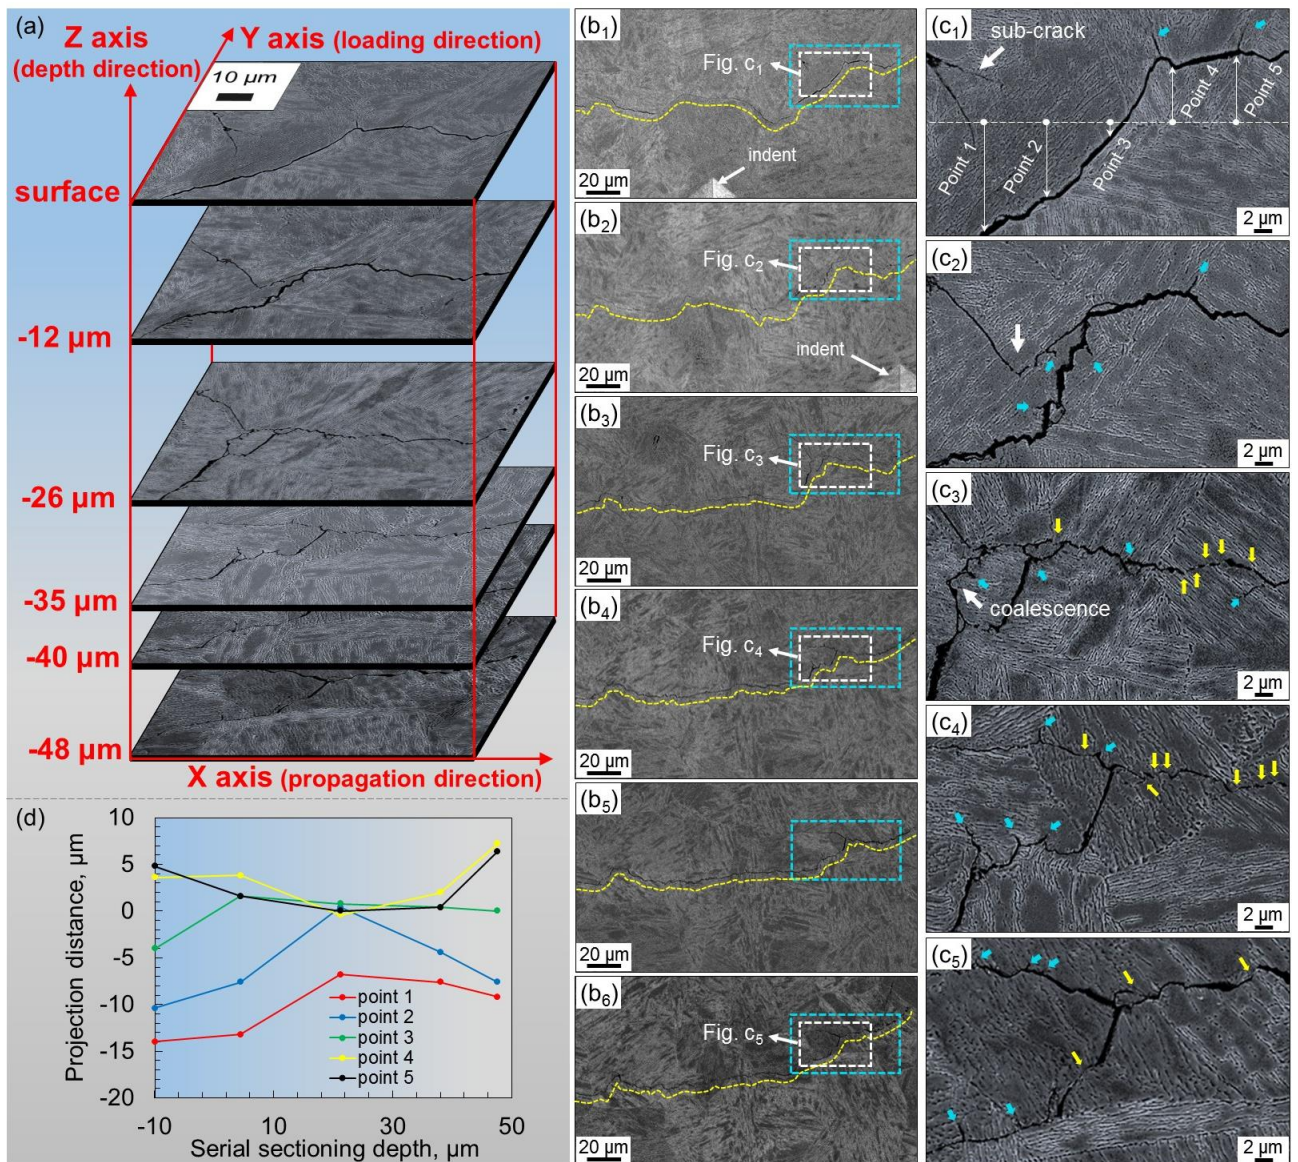 (a)
Z axis
(depth direction)
Y axis (loading direction)
10 μm
surface
-12 μm
-26 μm
-35 μm
-40 μm
-48 μm
X axis (propagation direction)
(b1)
Fig. c1
indent
20 μm
(b2)
Fig. c2
indent
20 μm
(b3)
Fig. c3
20 μm
(b4)
Fig. c4
20 μm
(b5)
20 μm
(b6)
Fig. c5
20 μm
(c1)
sub-crack
Point 1
Point 2
Point 3
Point 4
Point 5
2 μm
(c2)
2 μm
(c3)
coalescence
2 μm
(c4)
2 μm
(c5)
2 μm
(d)
Projection distance, μm
10
5
0
-5
-10
-15
-20
point 1
point 2
point 3
point 4
point 5
-10 10 30 50
Serial sectioning depth, μm